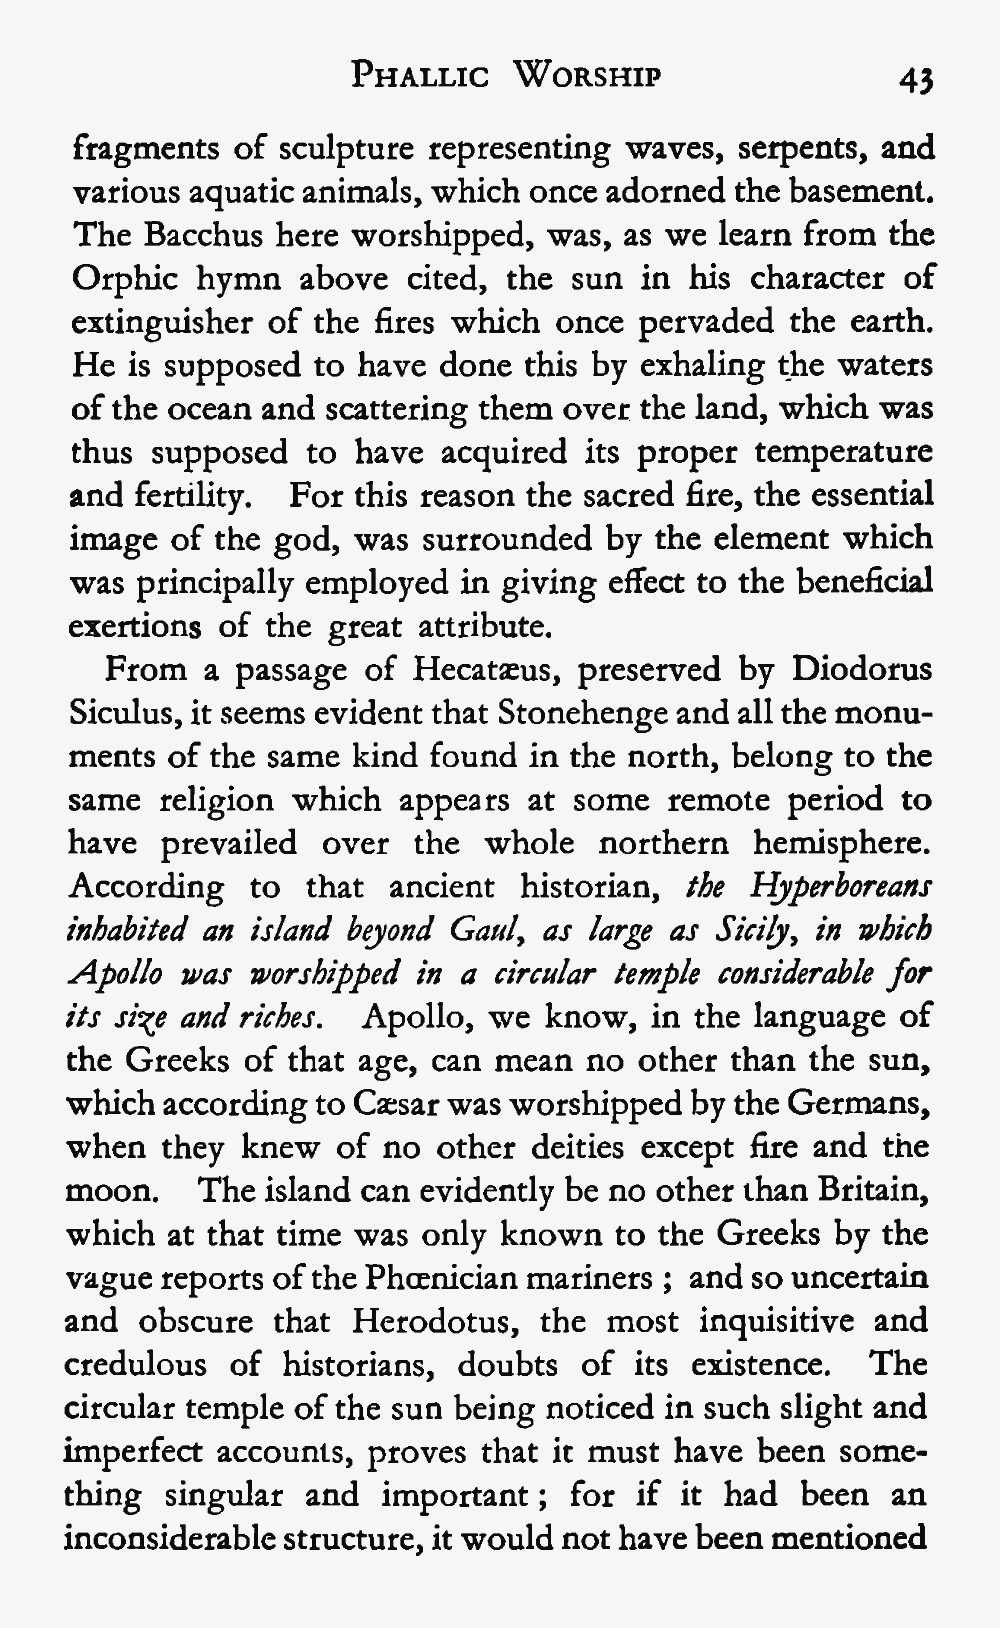 PHALLIC WORSHIP 43
fragments of sculpture representing waves, serpents, and
various aquatic animals, which once adorned the basement.
The Bacchus here worshipped, was, as we learn from the
Orphic hymn above cited, the sun in his character of
extinguisher of the fires which once pervaded the earth.
He is supposed to have done this by exhaling the waters
of the ocean and scattering them over the land, which was
thus supposed to have acquired its proper temperature
and fertility. For this reason the sacred fire, the essential
image of the god, was surrounded by the element which
was principally employed in giving effect to the beneficial
exertions of the great attribute.
From a passage of Hecatæus, preserved by Diodorus
Siculus, it seems evident that Stonehenge and all the monu-
ments of the same kind found in the north, belong to the
same religion which appears at some remote period to
have prevailed over the whole northern hemisphere.
According to that ancient historian, the Hyperboreans
inhabited an island beyond Gaul, as large as Sicily, in which
Apollo was worshipped in a circular temple considerable for
its size and riches. Apollo, we know, in the language of
the Greeks of that age, can mean no other than the sun,
which according to Cæsar was worshipped by the Germans,
when they knew of no other deities except fire and the
moon. The island can evidently be no other than Britain,
which at that time was only known to the Greeks by the
vague reports of the Phœnician mariners ; and so uncertain
and obscure that Herodotus, the most inquisitive and
credulous of historians, doubts of its existence. The
circular temple of the sun being noticed in such slight and
imperfect accounts, proves that it must have been some-
thing singular and important ; for if it had been an
inconsiderable structure, it would not have been mentioned